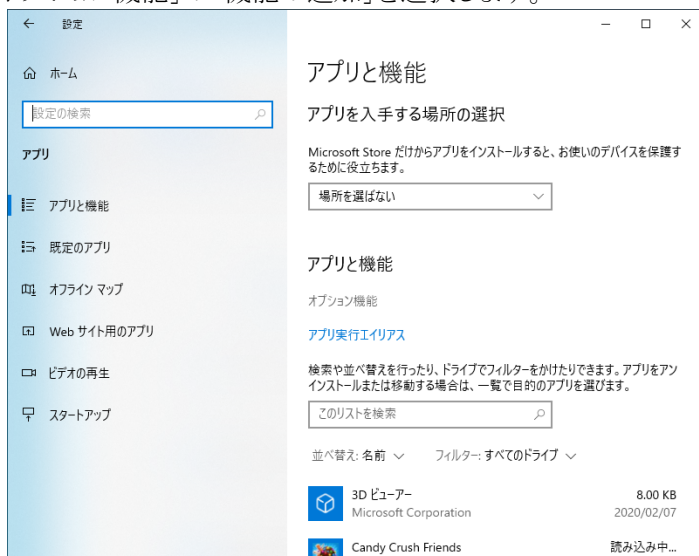 設定
ホーム
設定の検索
アプリ
アプリと機能
既定のアプリ
オフライン マップ
Web サイト用のアプリ
ビデオの再生
スタートアップ
アプリと機能
アプリを入手する場所の選択
Microsoft Store だけからアプリをインストールすると、お使いのデバイスを保護す
るために役立ちます。
場所を選ばない
アプリと機能
オプション機能
アプリ実行エイリアス
検索や並べ替えを行ったり、ドライブでフィルターをかけたりできます。アプリをアン
インストールまたは移動する場合は、一覧で目的のアプリを選びます。
このリストを検索
並べ替え: 名前 フィルター: すべてのドライブ
3D ビューアー 8.00 KB
Microsoft Corporation 2020/02/07
Candy Crush Friends 読み込み中...